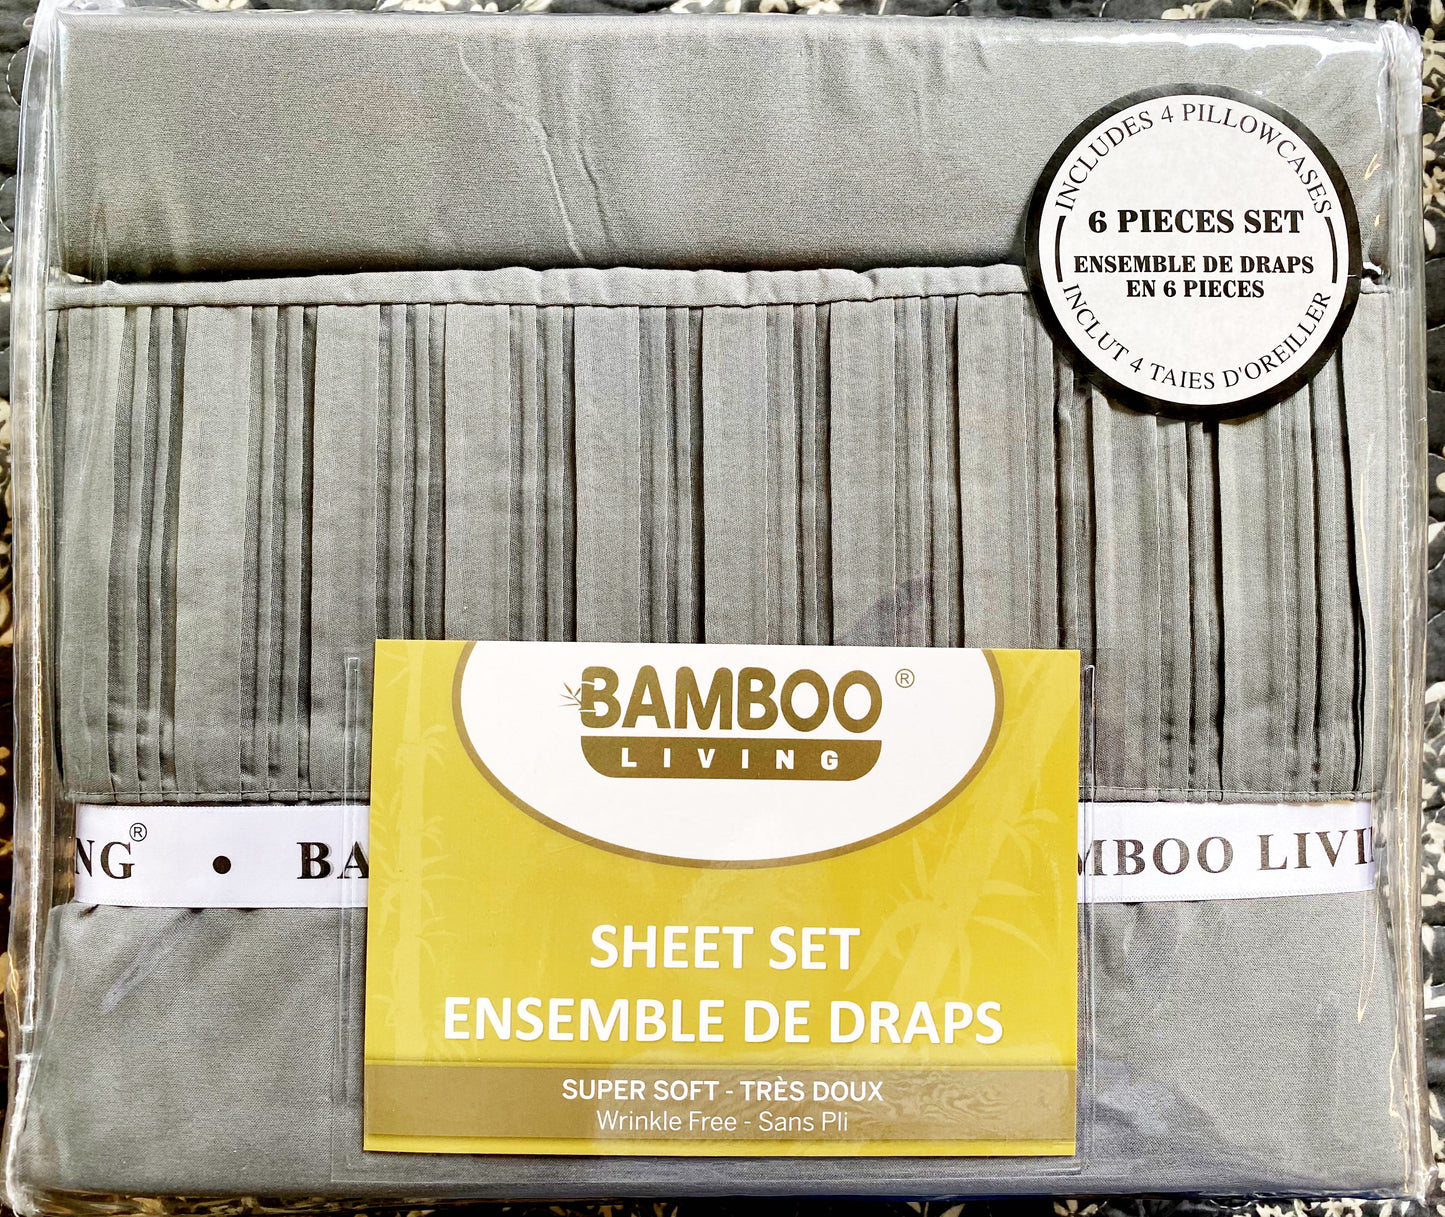 INCLUDES 4 PILLOWCASES
6 PIECES SET
ENSEMBLE DE DRAPS
EN 6 PIECES
INCLUT 4 TAIES D'OREILLER
BAMBOO ®
LIVING
NG® • BA
MBOO LIVI
SHEET SET
ENSEMBLE DE DRAPS
SUPER SOFT - TRÈS DOUX
Wrinkle Free - Sans Pli